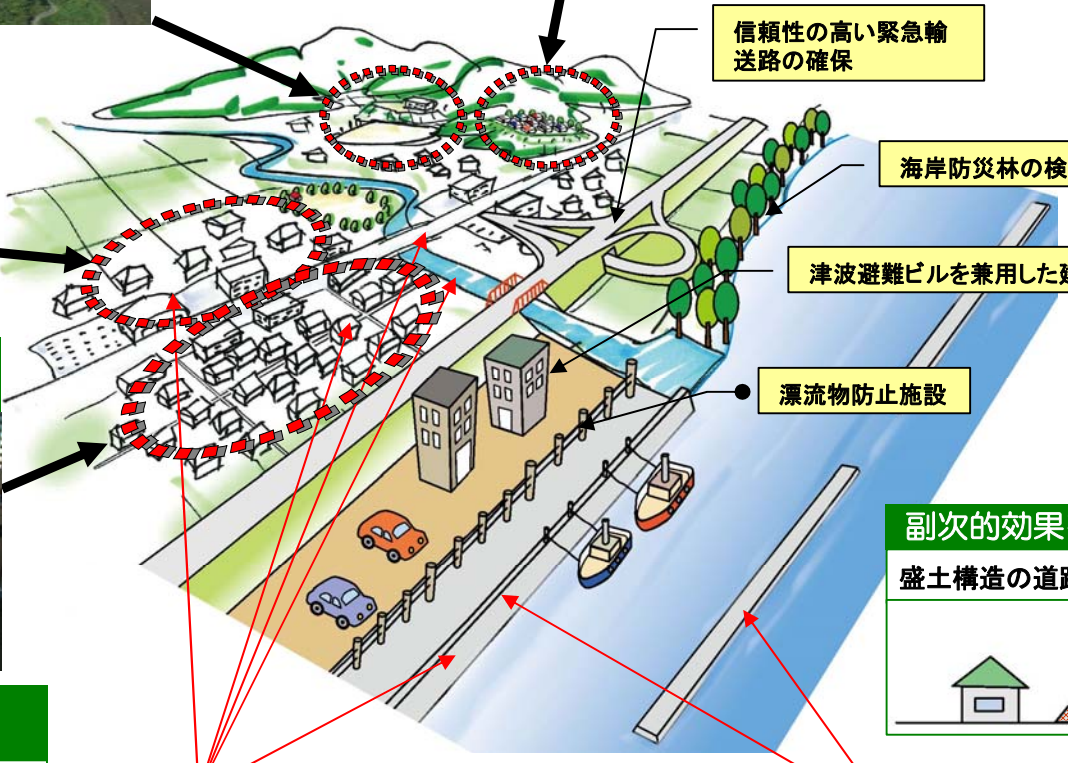 信頼性の高い緊急輸
送路の確保
海岸防災林の検
津波避難ビルを兼用した建
漂流物防止施設
副次的効果
盛土構造の道路